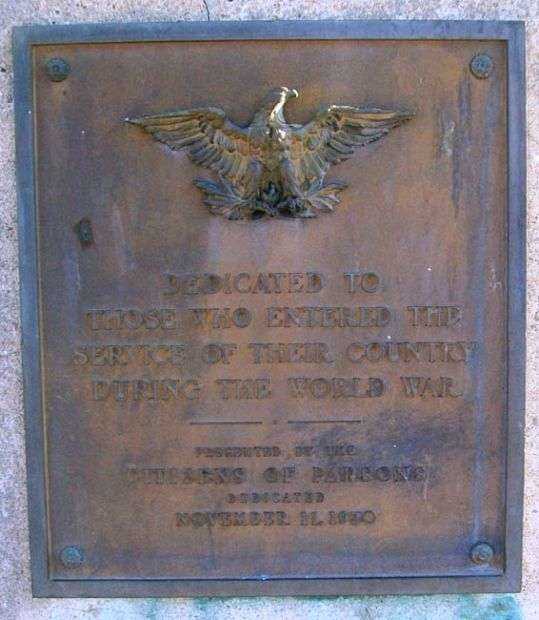 DEDICATED TO
THOSE WHO ENTERED THE
SERVICE OF THEIR COUNTRY
DURING THE WORLD WAR
PRESENTED BY THE
CITIZENS OF PARSONS
DEDICATED
NOVEMBER 11, 1920